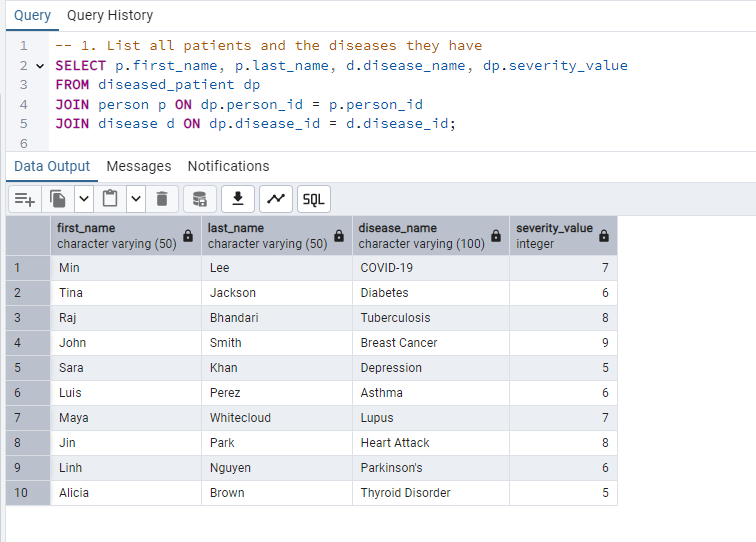 Query Query History
1 -- 1. List all patients and the diseases they have
2 SELECT p.first_name, p.last_name, d.disease_name, dp.severity_value
3 FROM diseased_patient dp
4 JOIN person p ON dp.person_id = p.person_id
5 JOIN disease d ON dp.disease_id = d.disease_id;
6
Data Output Messages Notifications
SQL
first_name last_name disease_name severity_value
character varying (50) character varying (50) character varying (100) integer
1 Min Lee COVID-19 7
2 Tina Jackson Diabetes 6
3 Raj Bhandari Tuberculosis 8
4 John Smith Breast Cancer 9
5 Sara Khan Depression 5
6 Luis Perez Asthma 6
7 Maya Whitecloud Lupus 7
8 Jin Park Heart Attack 8
9 Linh Nguyen Parkinson's 6
10 Alicia Brown Thyroid Disorder 5